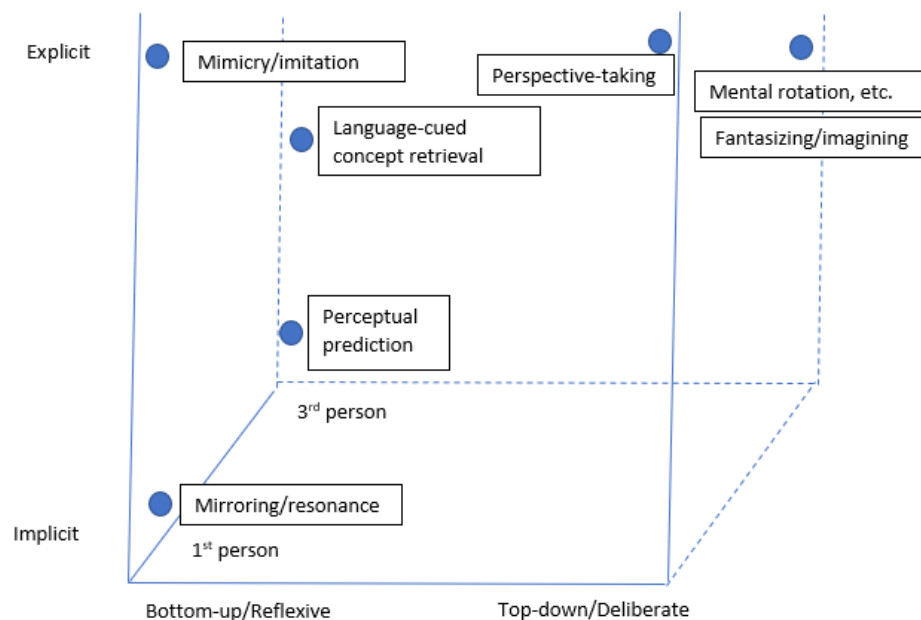 Explicit
Mimicry/imitation
Perspective-taking
Mental rotation, etc.
Language-cued
concept retrieval
Fantasizing/imagining
Perceptual
prediction
3rd person
Mirroring/resonance
Implicit
1st person
Bottom-up/Reflexive
Top-down/Deliberate